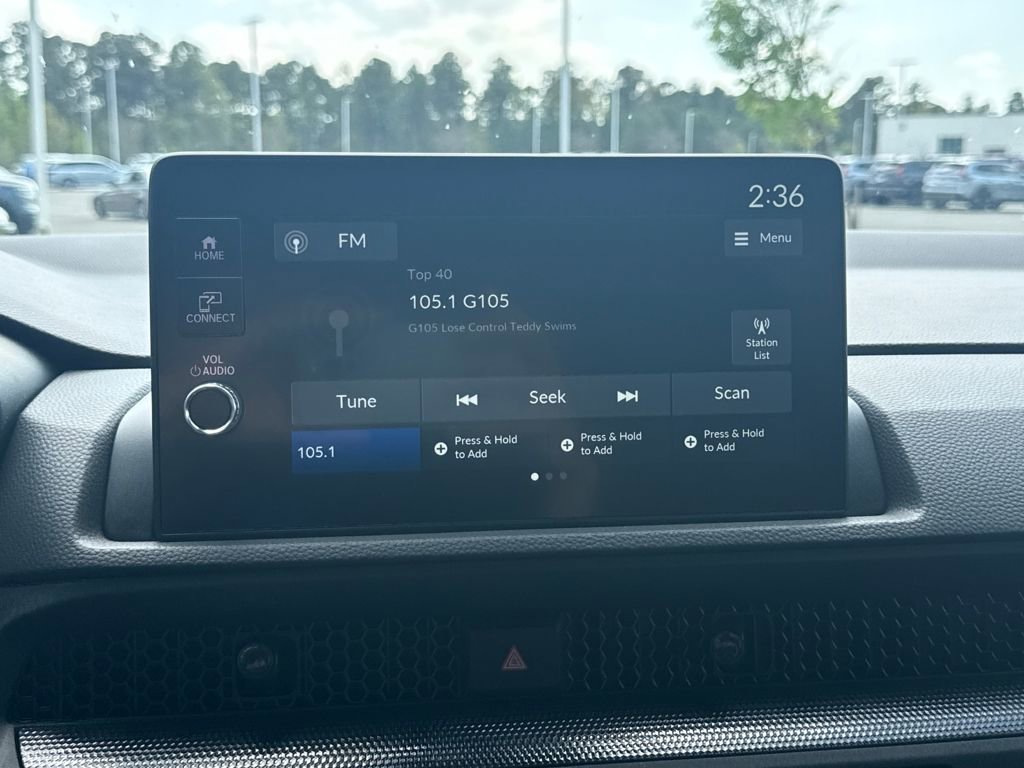 2:36
HOME
FM
Menu
Top 40
105.1 G105
CONNECT
G105 Lose Control Teddy Swims
Station
List
VOL
AUDIO
Tune
Seek
Scan
105.1
Press & Hold
to Add
Press & Hold
to Add
Press & Hold
to Add